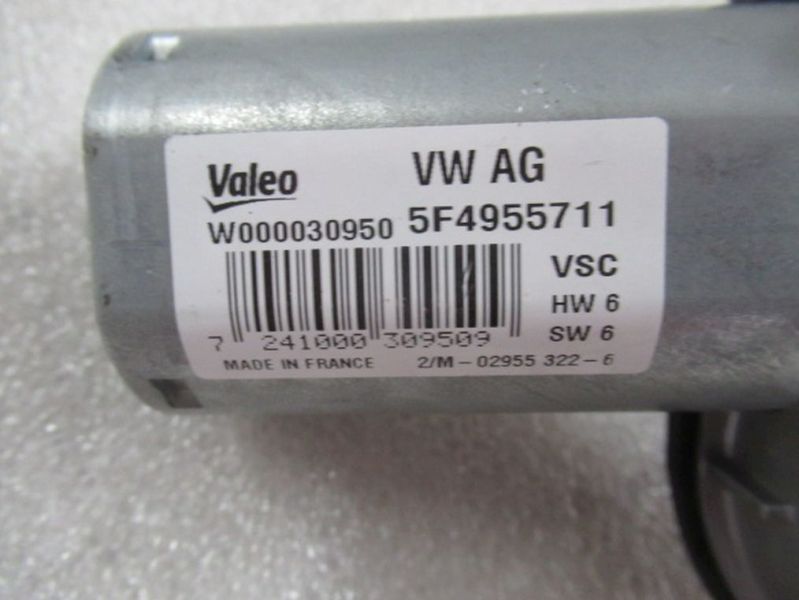 Valeo VW AG
W000030950 5F4955711
VSC
HW 6
SW 6
7 241000 309509
MADE IN FRANCE 2/M-02955 322-6